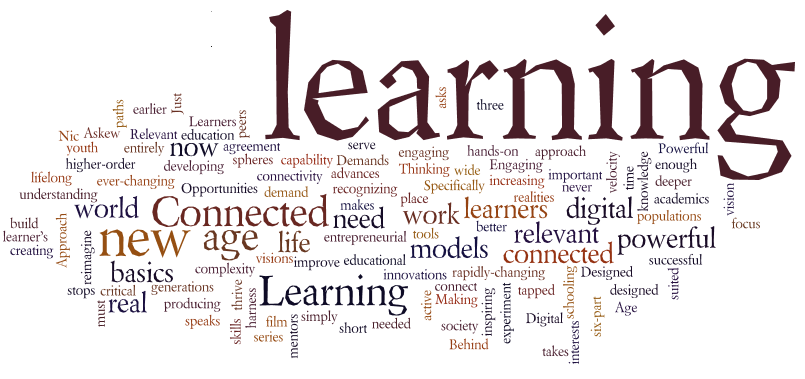 learning
asks
three
paths
earlier
Just
Learners
peers
Nic
Askew
Relevant
education
youth
entirely
now
agreement
serve
higher-order
developing
spheres
capability
Demands
engaging
hands-on
approach
Powerful
lifelong
ever-changing
connectivity
advances
Thinking
wide
Engaging
important
velocity
time
knowledge
enough
deeper
understanding
Opportunities
demand
recognizing
Specifically
increasing
never
academics
vision
build
learner's
creating
Approach
world
Connected
makes
need
place
work
learners
realities
digital
populations
focus
reimagine
new
age
life
entrepreneurial
tools
better
relevant
powerful
basics
complexity
visions
improve
educational
models
connected
successful
stops
critical
generations
Learning
innovations
rapidly-changing
Designed
designed
suited
must
real
producing
thrive
harness
active
connect
Making
inspiring
experiment
tapped
schooling
six-part
Age
speaks
skills
film
series
mentors
simply
short
needed
society
Behind
Digital
takes
interests